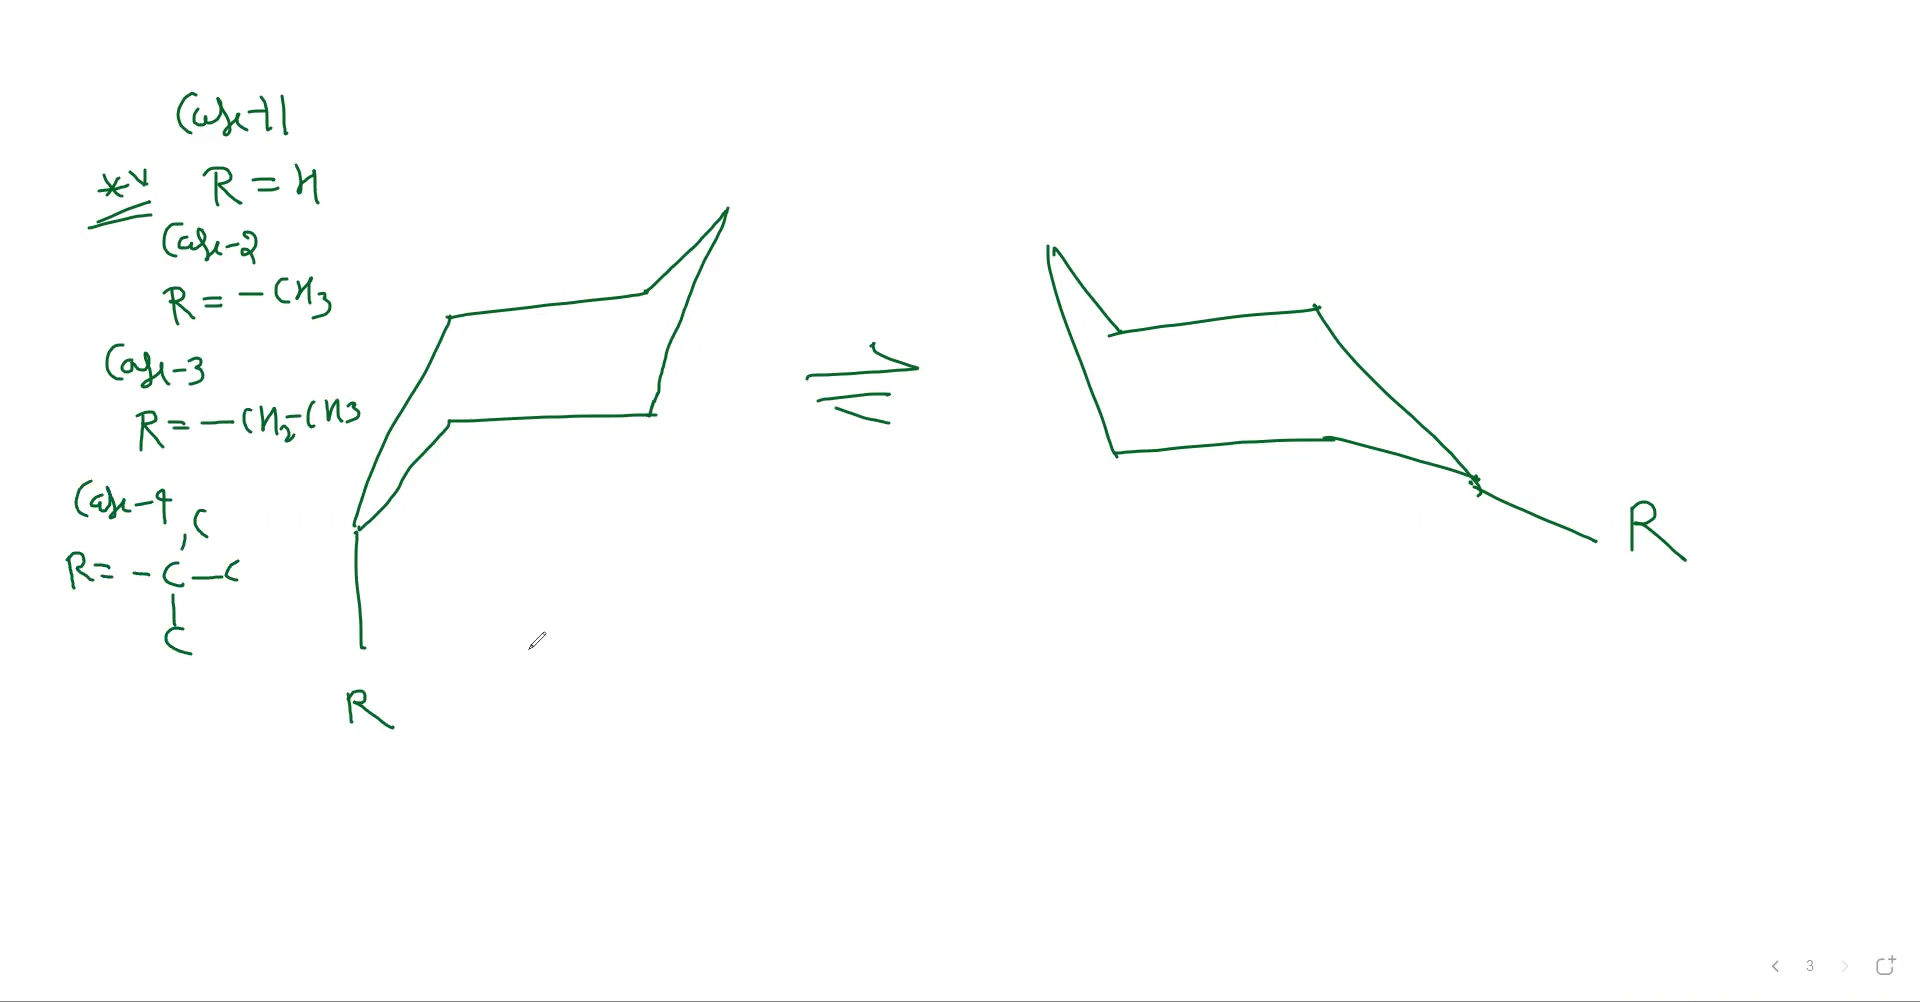 Case-1
R = H
Case-2
R = -CH3
Case-3
R = -CH2-CH3
Case-4
C
R = -C-C
C
R
R
3